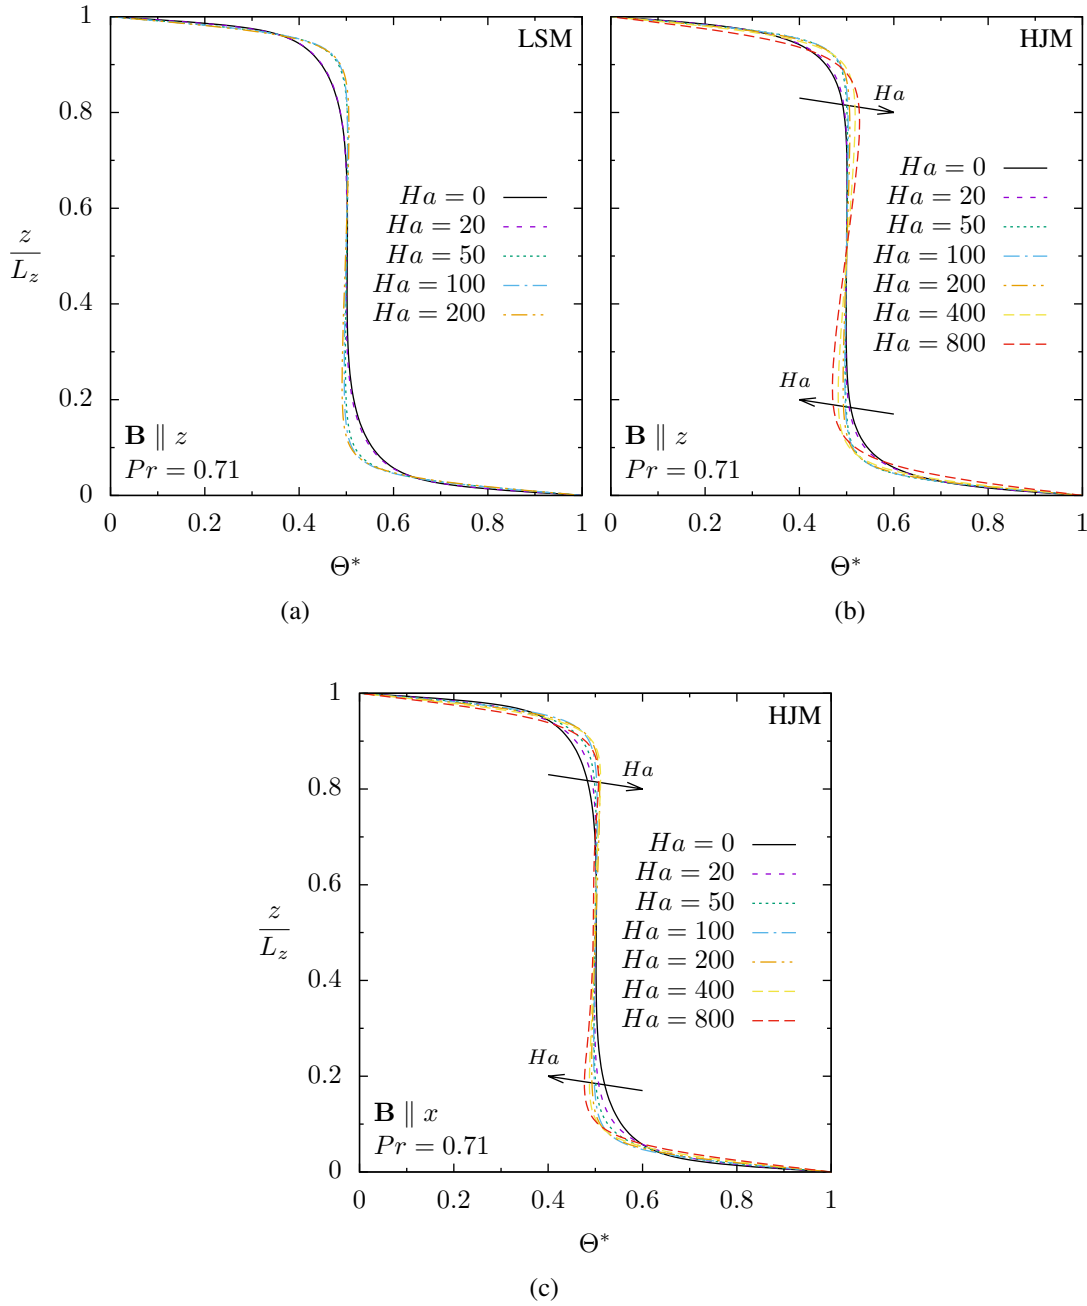 LSM
1
0.8
0.6
0.4
0.2
0
z
L_z
Ha = 0
Ha = 20
Ha = 50
Ha = 100
Ha = 200
B ∥ z
Pr = 0.71
0 0.2 0.4 0.6 0.8 1
Θ*
(a)
HJM
Ha
Ha = 0
Ha = 20
Ha = 50
Ha = 100
Ha = 200
Ha = 400
Ha = 800
Ha
B ∥ z
Pr = 0.71
0 0.2 0.4 0.6 0.8 1
Θ*
(b)
HJM
1
0.8
0.6
0.4
0.2
0
z
L_z
Ha
Ha = 0
Ha = 20
Ha = 50
Ha = 100
Ha = 200
Ha = 400
Ha = 800
Ha
B ∥ x
Pr = 0.71
0 0.2 0.4 0.6 0.8 1
Θ*
(c)